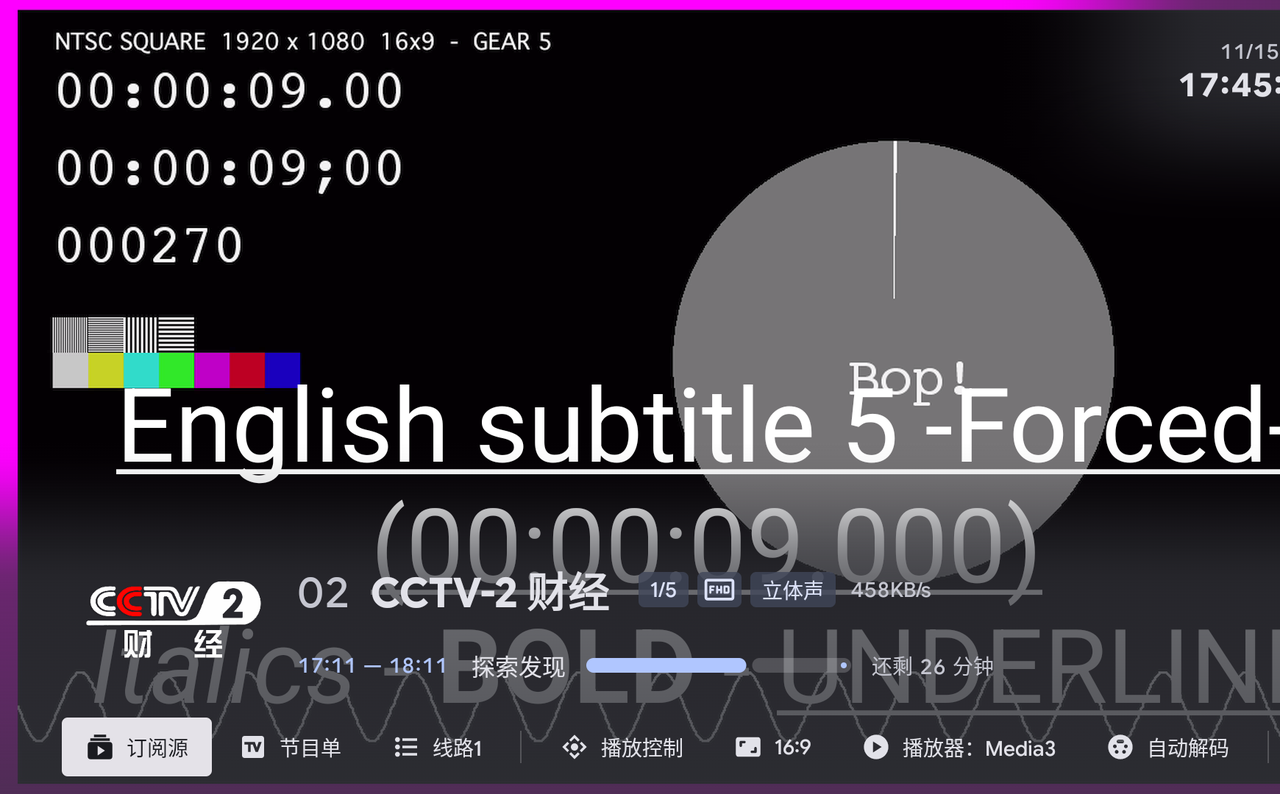 NTSC SQUARE 1920 x 1080 16x9 - GEAR 5
11/15
17:45:
00:00:09.00
00:00:09;00
000270
Bop!
English subtitle 5 -Forced-
(00:00:09 000)
CCTV 2
财 经
02 CCTV-2 财经 1/5 FHD 立体声 458KB/s
Italics - BOLD - UNDERLINE
17:11 — 18:11 探索发现 还剩 26 分钟
订阅源 TV 节目单 线路1 播放控制 16:9 播放器：Media3 自动解码